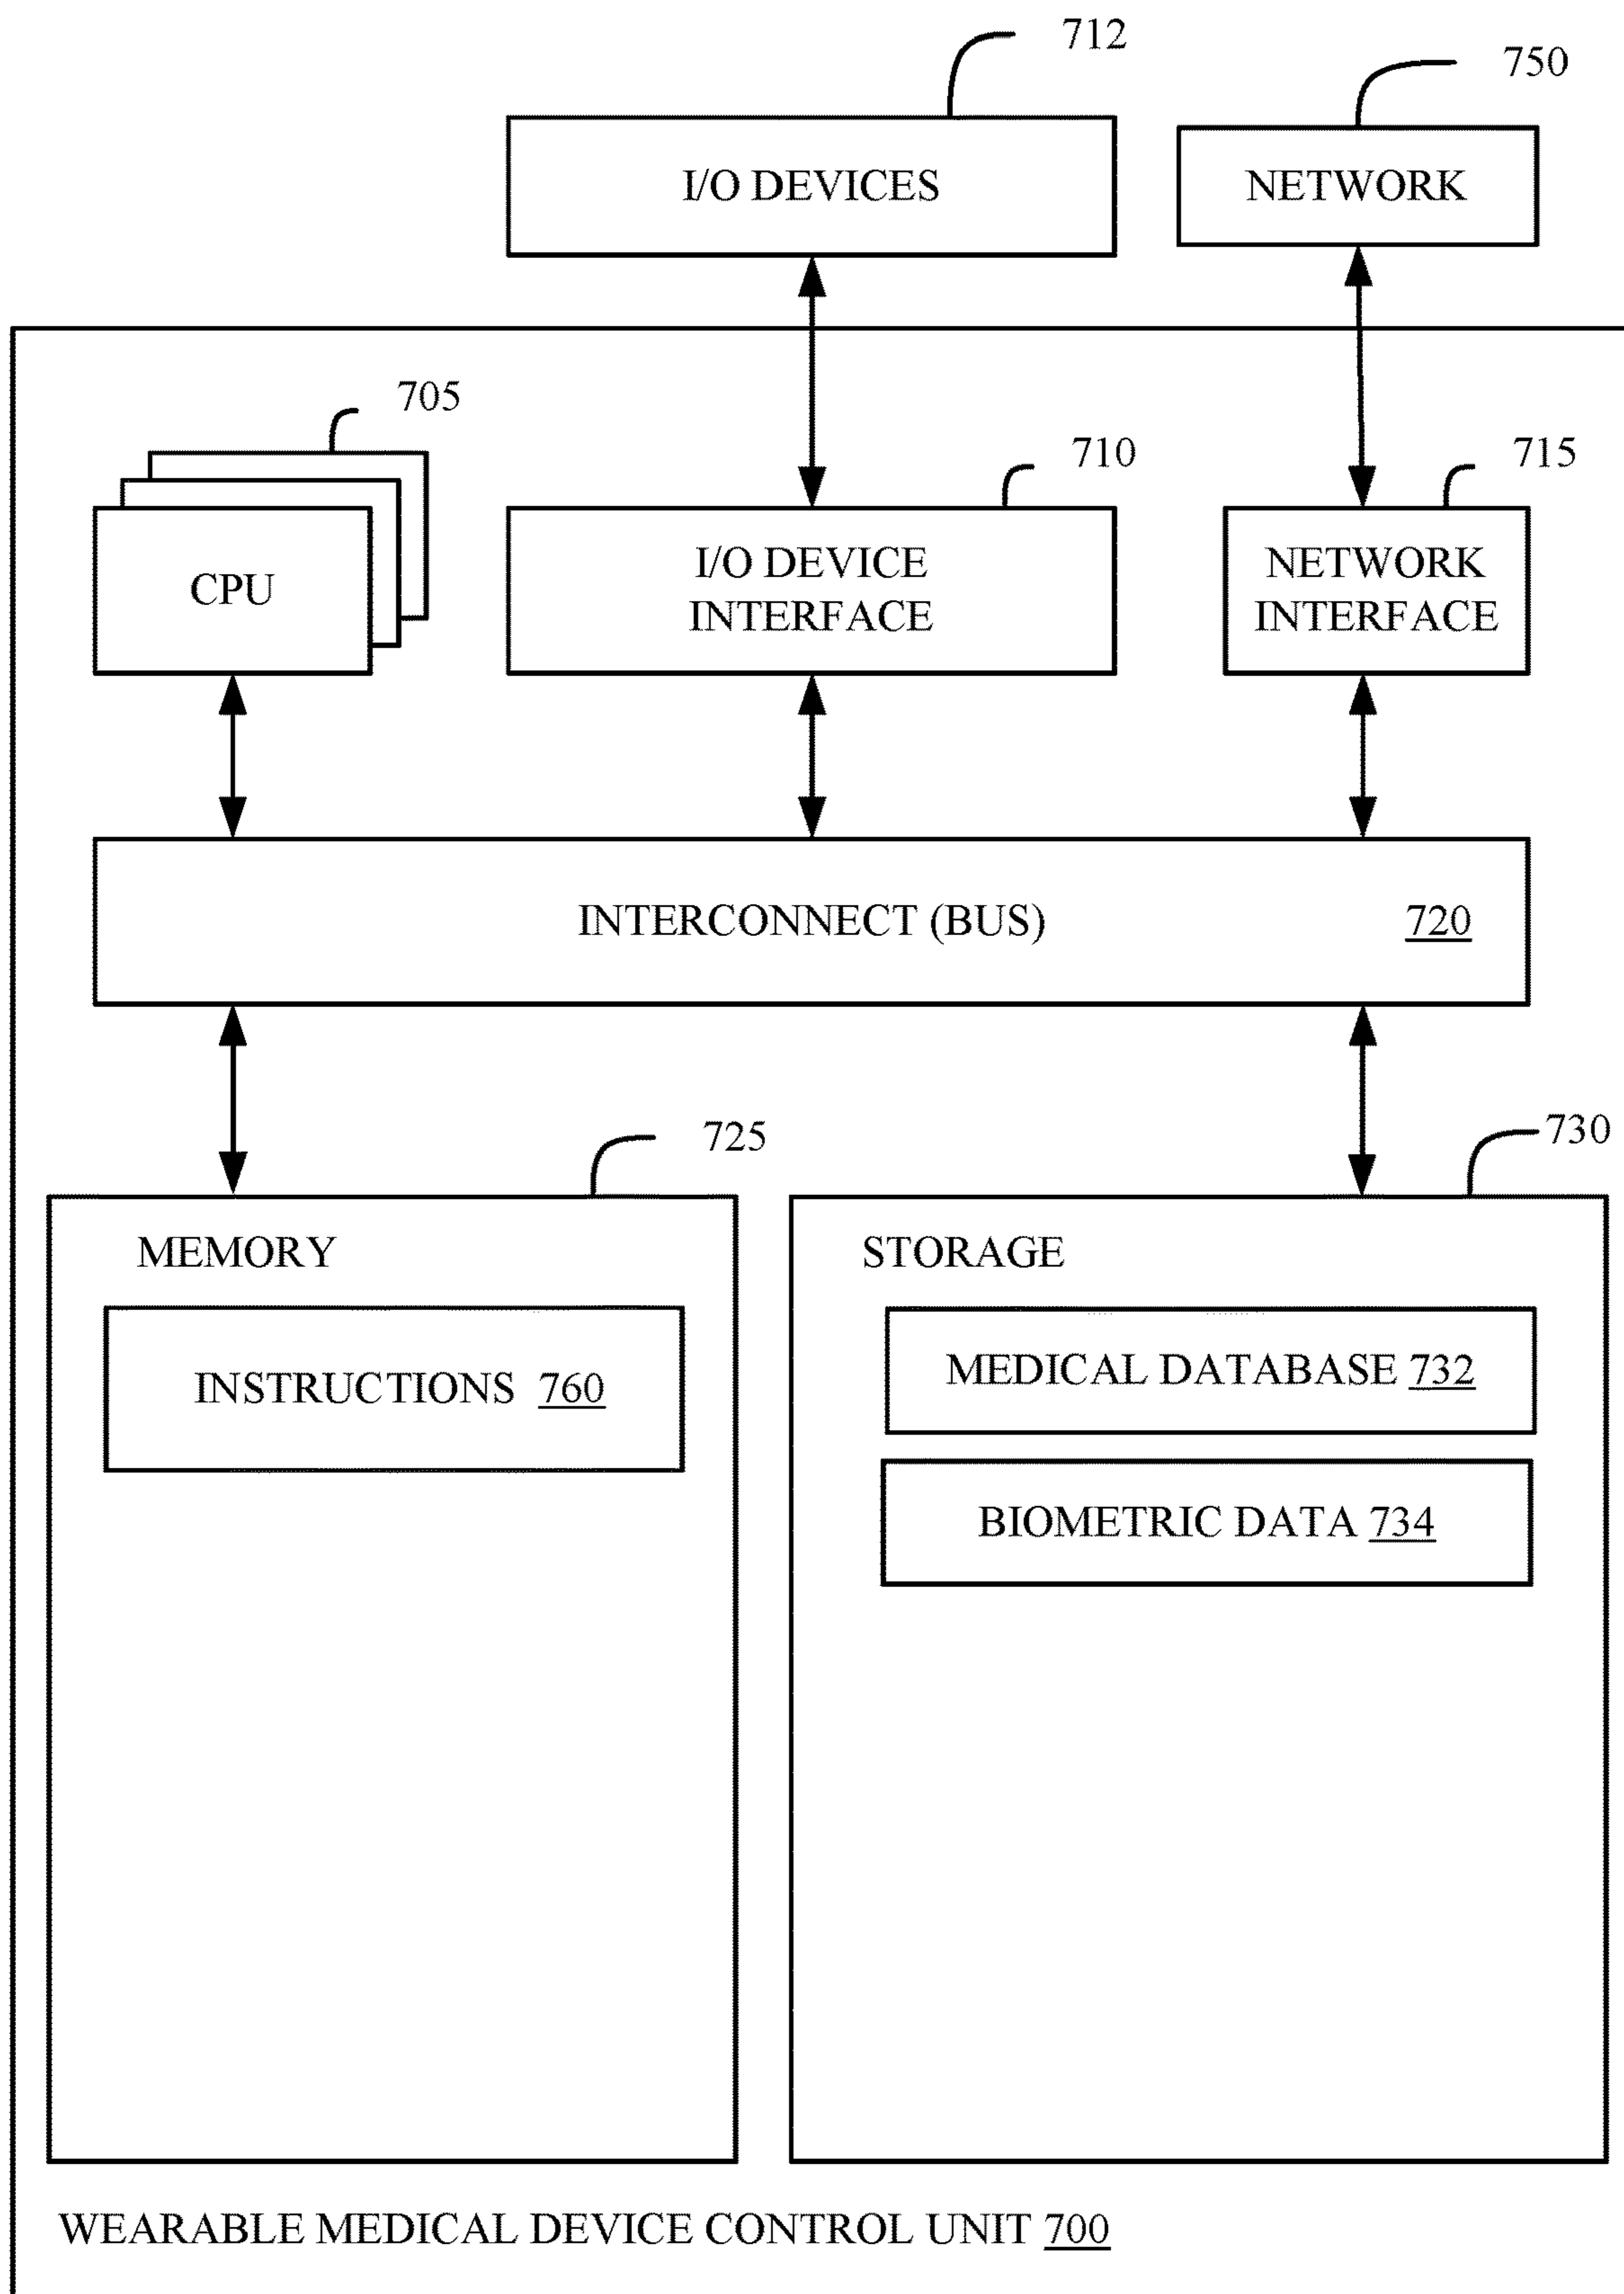 712
750
I/O DEVICES
NETWORK
705
710
715
CPU
I/O DEVICE
INTERFACE
NETWORK
INTERFACE
INTERCONNECT (BUS) 720
725
730
MEMORY
INSTRUCTIONS 760
STORAGE
MEDICAL DATABASE 732
BIOMETRIC DATA 734
WEARABLE MEDICAL DEVICE CONTROL UNIT 700